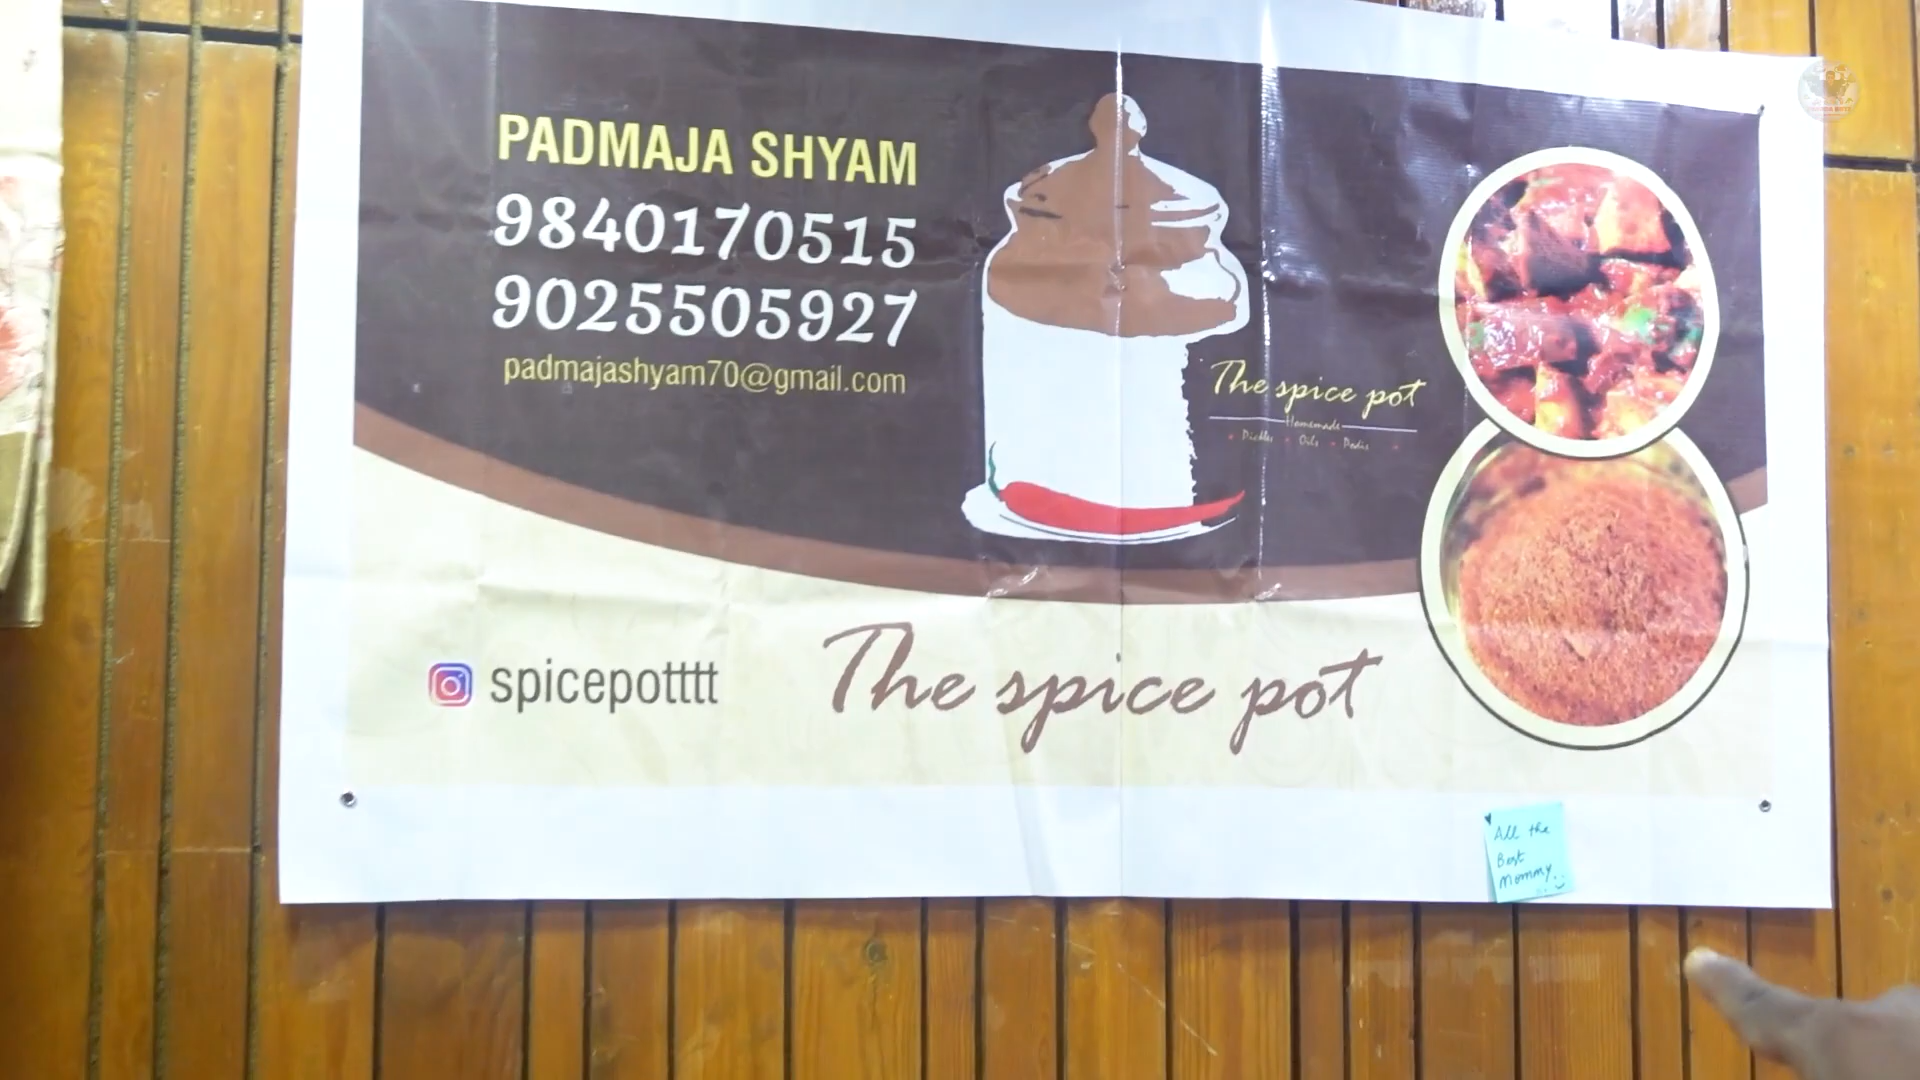 PADMAJA SHYAM
9840170515
9025505927
padmajashyam70@gmail.com
The spice pot
Homemade
Pickles • Oils • Podis
spicepotttt
The spice pot
All the
Best
Mommy.